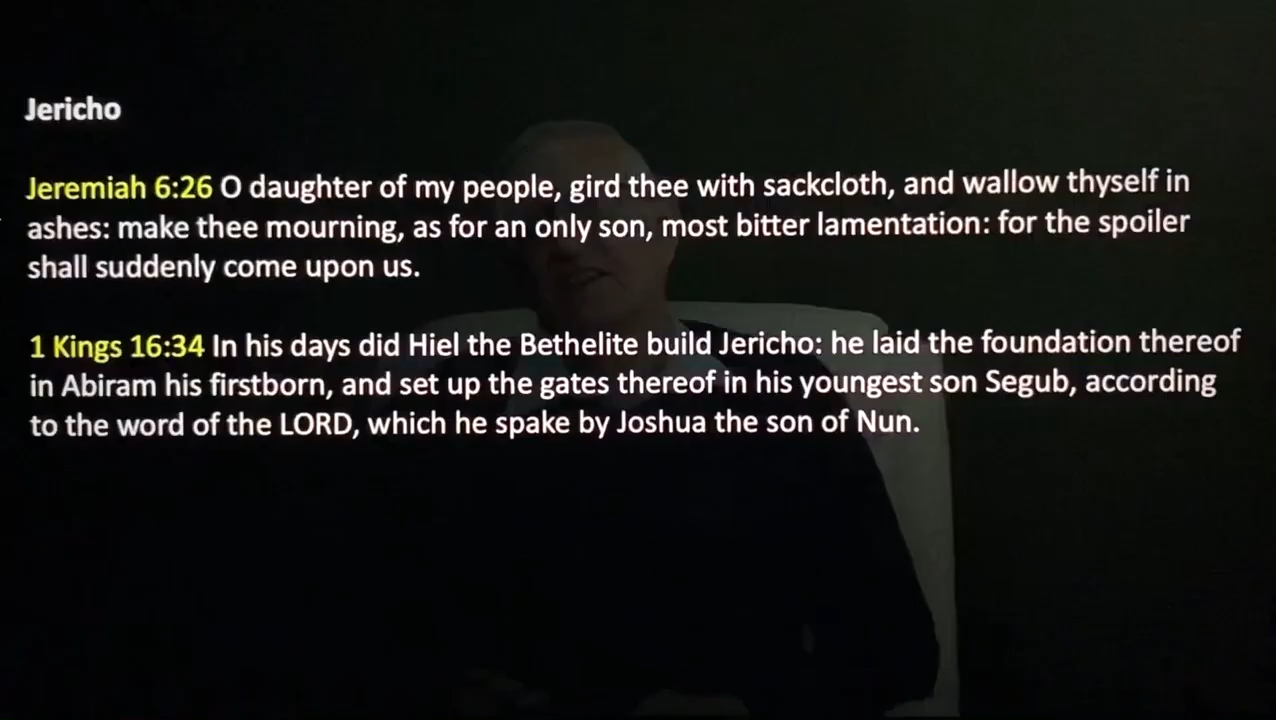 Jericho
Jeremiah 6:26 O daughter of my people, gird thee with sackcloth, and wallow thyself in
ashes: make thee mourning, as for an only son, most bitter lamentation: for the spoiler
shall suddenly come upon us.
1 Kings 16:34 In his days did Hiel the Bethelite build Jericho: he laid the foundation thereof
in Abiram his firstborn, and set up the gates thereof in his youngest son Segub, according
to the word of the LORD, which he spake by Joshua the son of Nun.